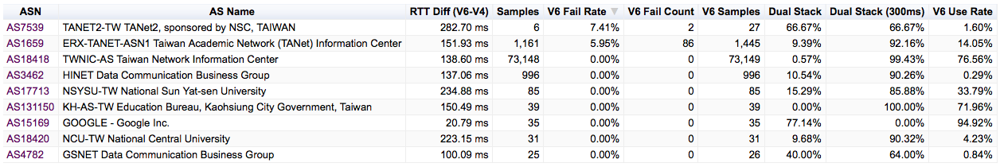 ASN AS Name RTT Diff (V6-V4) Samples V6 Fail Rate V6 Fail Count V6 Samples Dual Stack Dual Stack (300ms) V6 Use Rate
AS7539 TANET2-TW TANet2, sponsored by NSC, TAIWAN 282.70 ms 6 7.41% 2 27 66.67% 66.67% 1.60%
AS1659 ERX-TANET-ASN1 Taiwan Academic Network (TANet) Information Center 151.93 ms 1,161 5.95% 86 1,445 9.39% 92.16% 14.05%
AS18418 TWNIC-AS Taiwan Network Information Center 138.60 ms 73,148 0.00% 0 73,149 0.57% 99.43% 76.56%
AS3462 HINET Data Communication Business Group 137.06 ms 996 0.00% 0 996 10.54% 90.26% 0.29%
AS17713 NSYSU-TW National Sun Yat-sen University 234.88 ms 85 0.00% 0 85 15.29% 85.88% 33.79%
AS131150 KH-AS-TW Education Bureau, Kaohsiung City Government, Taiwan 150.49 ms 39 0.00% 0 39 0.00% 100.00% 71.96%
AS15169 GOOGLE - Google Inc. 20.79 ms 35 0.00% 0 35 77.14% 0.00% 94.92%
AS18420 NCU-TW National Central University 223.15 ms 31 0.00% 0 31 9.68% 90.32% 4.23%
AS4782 GSNET Data Communication Business Group 100.09 ms 25 0.00% 0 26 40.00% 64.00% 0.84%